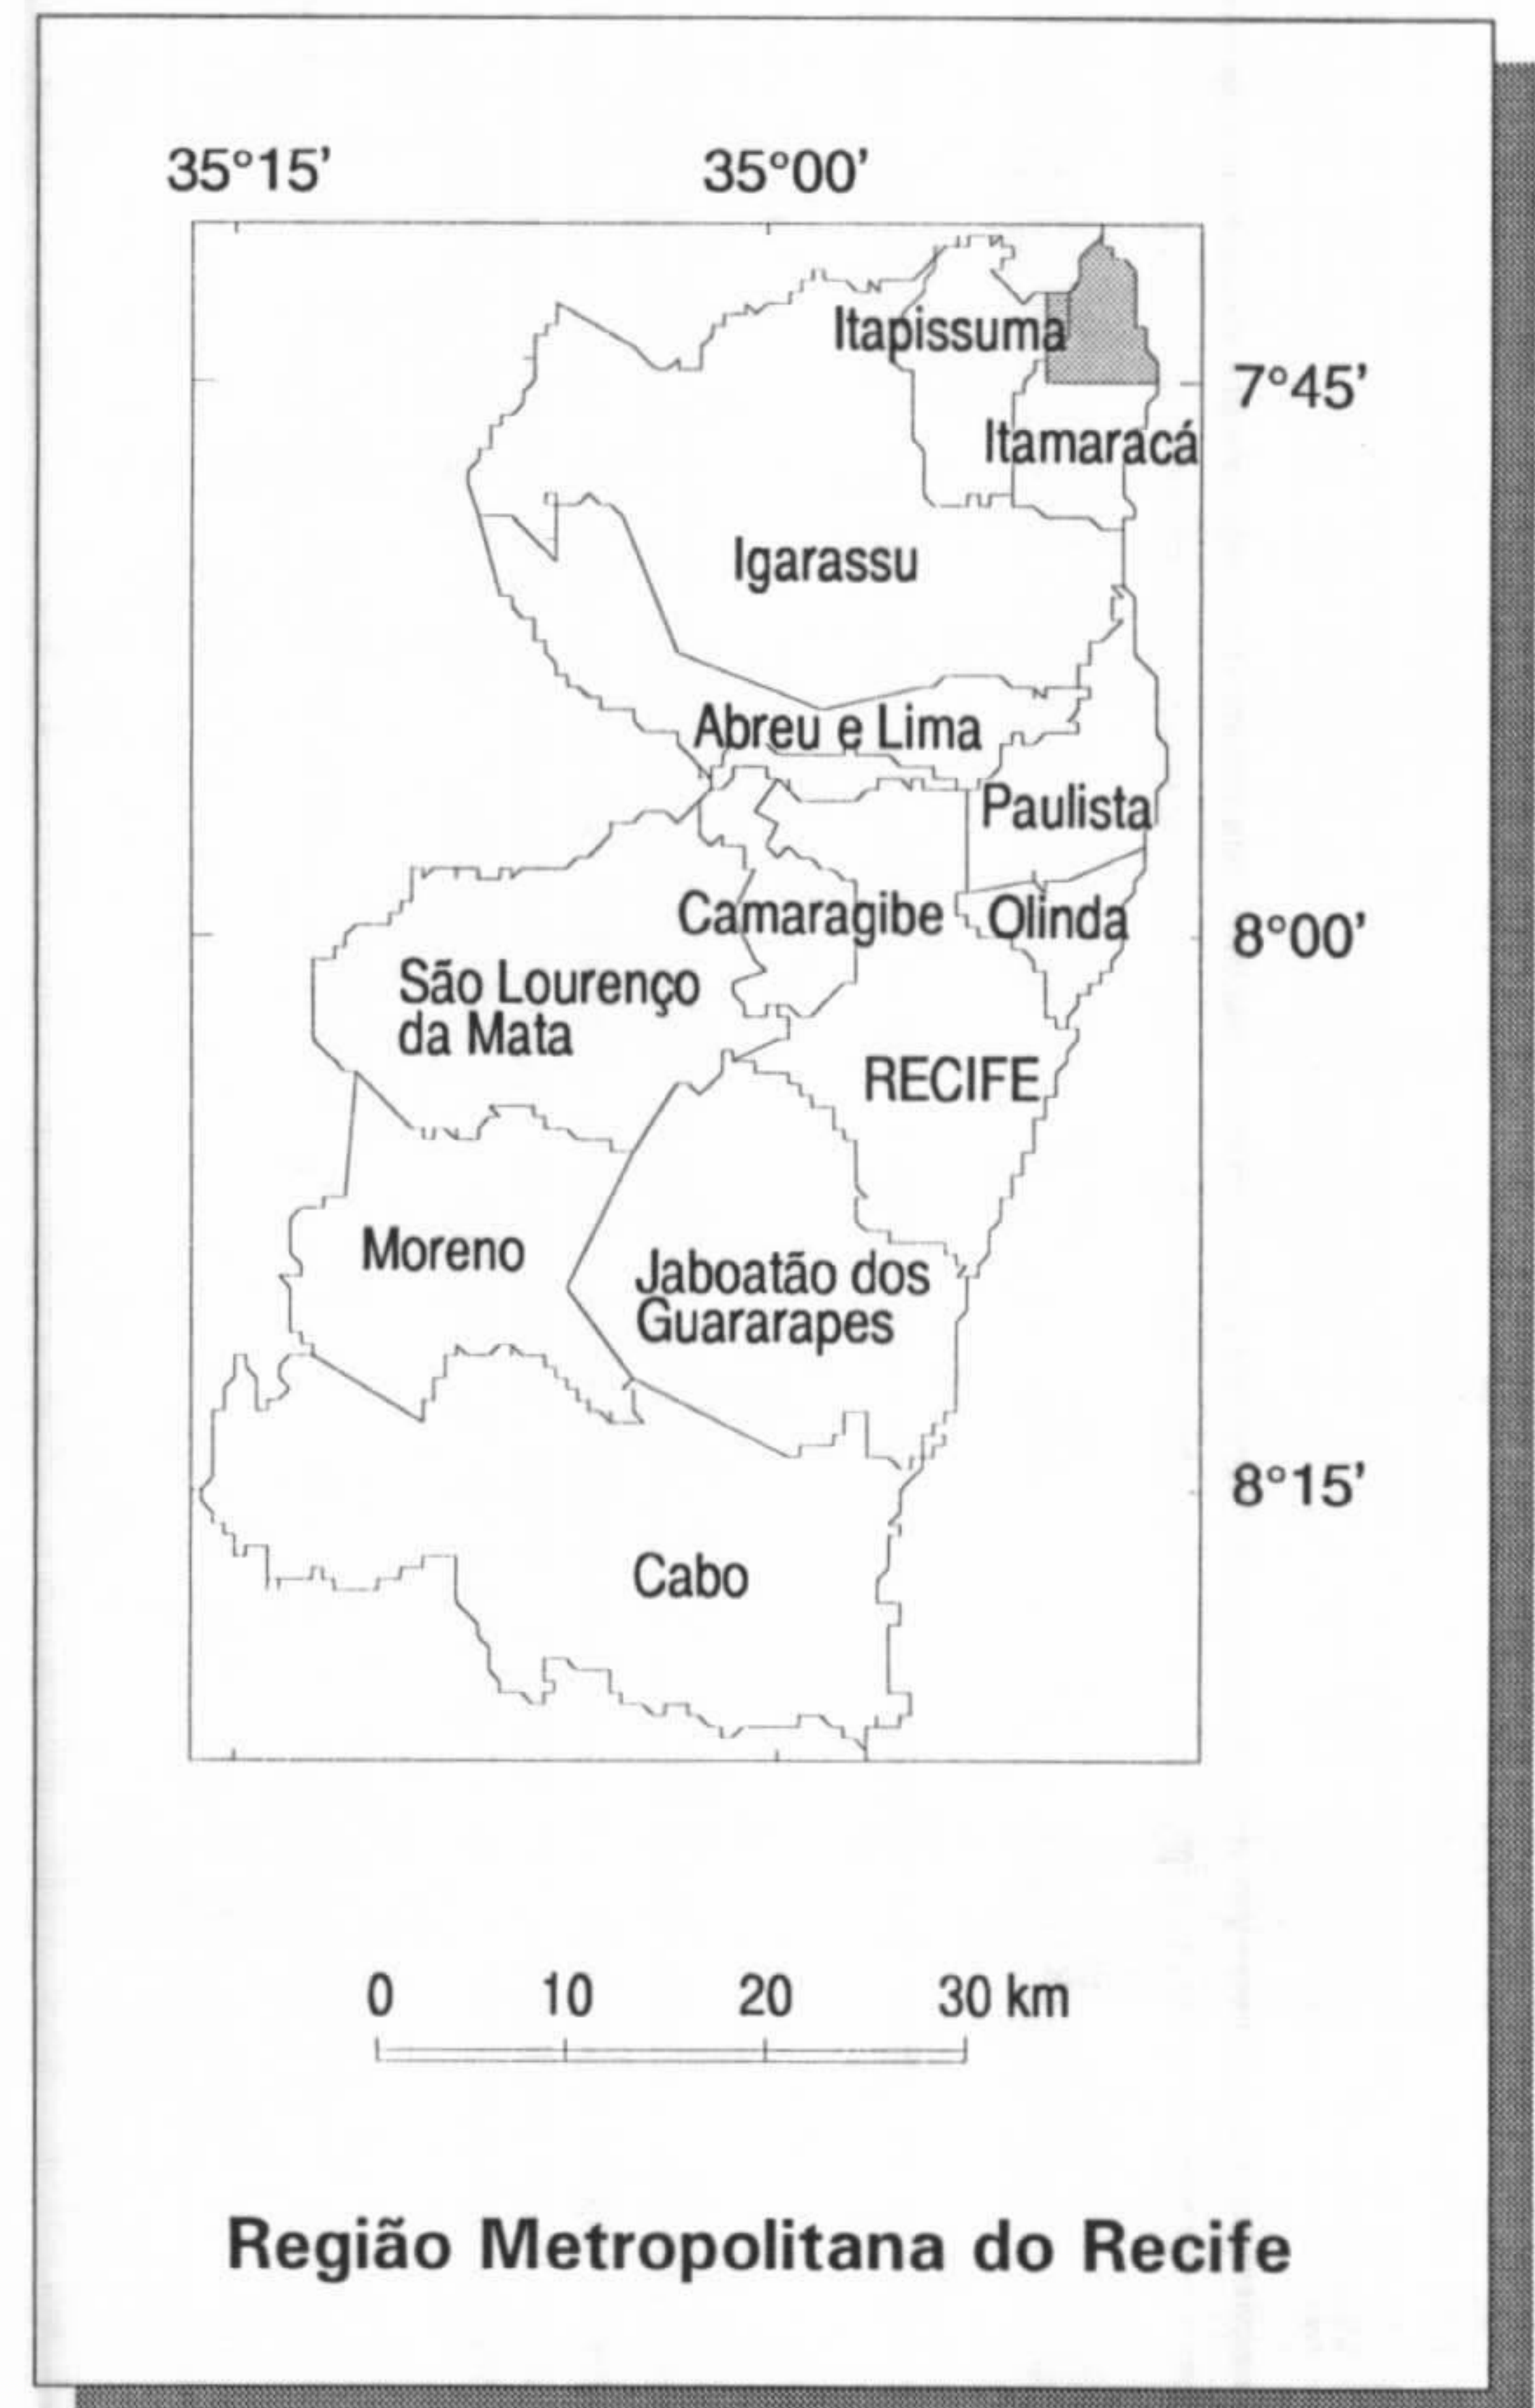 35°15' 35°00'
Itapissuma
7°45'
Itamaracá
Igarassu
Abreu e Lima
Paulista
Camaragibe
Olinda
8°00'
São Lourenço
da Mata
RECIFE
Moreno
Jaboatão dos
Guararapes
8°15'
Cabo
0 10 20 30 km
Região Metropolitana do Recife